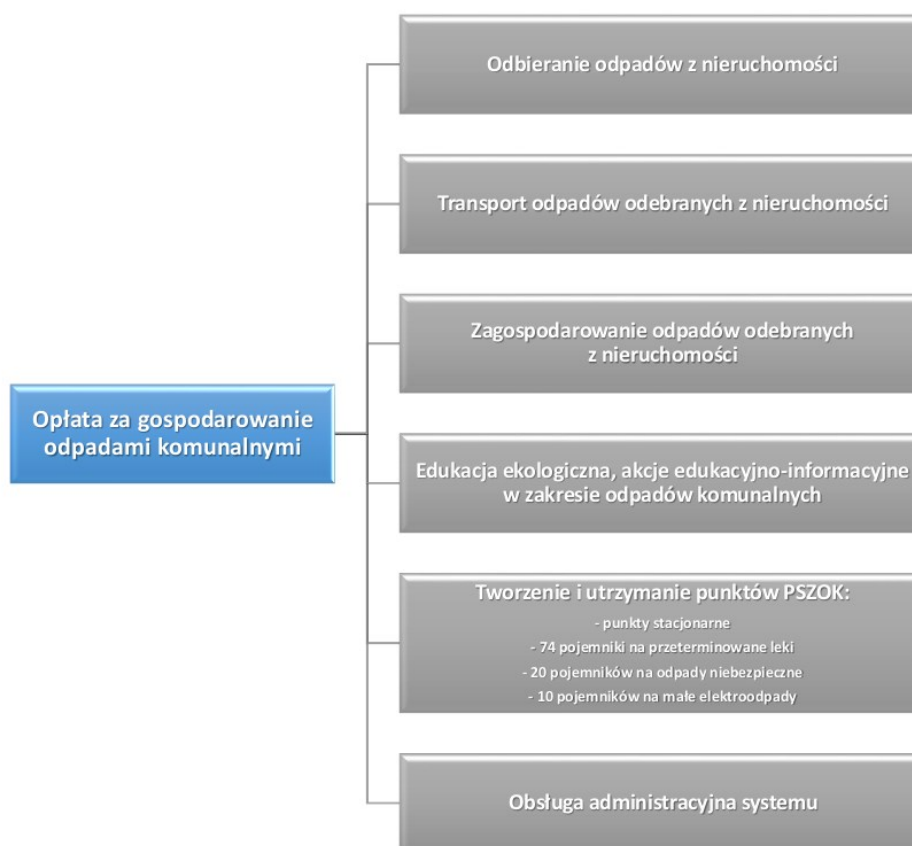 Odbieranie odpadów z nieruchomości
Transport odpadów odebranych z nieruchomości
Zagospodarowanie odpadów odebranych
z nieruchomości
Opłata za gospodarowanie
odpadami komunalnymi
Edukacja ekologiczna, akcje edukacyjno-informacyjne
w zakresie odpadów komunalnych
Tworzenie i utrzymanie punktów PSZOK:
- punkty stacjonarne
- 74 pojemniki na przeterminowane leki
- 20 pojemników na odpady niebezpieczne
- 10 pojemników na małe elektroodpady
Obsługa administracyjna systemu